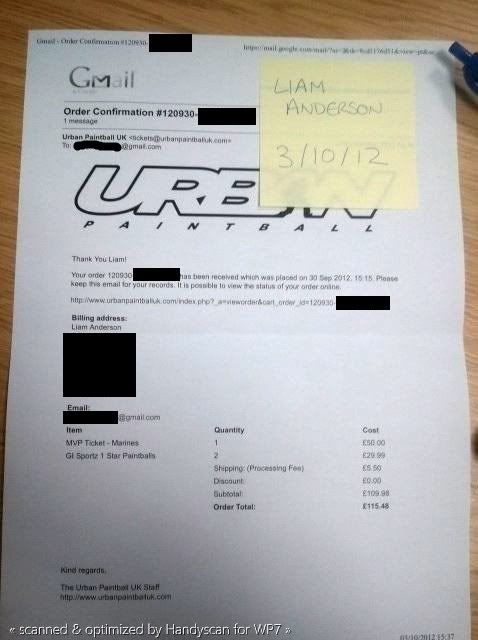 Gmail - Order Confirmation #120930-
LIAM
ANDERSON
3/10/12
GMail
Order Confirmation #120930-
1 message
Urban Paintball UK <tickets@urbanpaintballuk.com>
To: @gmail.com
URBAN
PAINTBALL
Thank You Liam!
Your order 120930- has been received which was placed on 30 Sep 2012, 15:15. Please
keep this email for your records. It is possible to view the status of your order online.
http://www.urbanpaintballuk.com/index.php?_a=vieworder&cart_order_id=120930-
Billing address:
Liam Anderson
Email:
@gmail.com
Item Quantity Cost
MVP Ticket - Marines 1 £50.00
GI Sportz 1 Star Paintballs 2 £29.99
Shipping: (Processing Fee) £5.50
Discount: £0.00
Subtotal: £109.98
Order Total: £115.48
Kind regards,
The Urban Paintball UK Staff
http://www.urbanpaintballuk.com
« scanned & optimized by Handyscan for WP7 »
03/10/2012 15:37